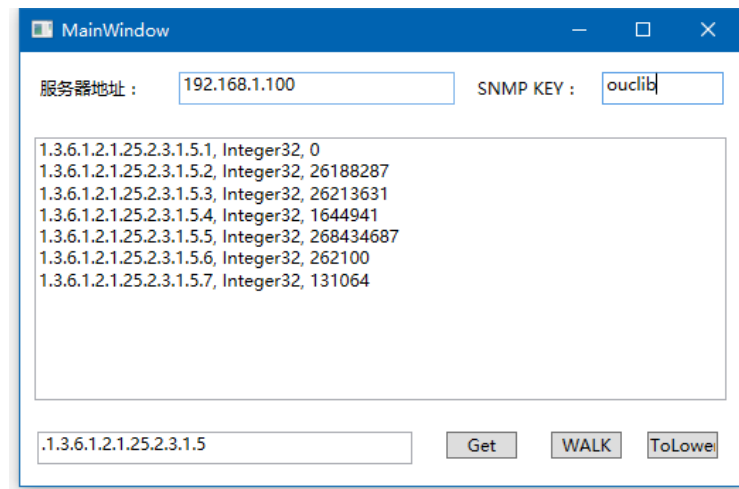 MainWindow
服务器地址： 192.168.1.100 SNMP KEY： ouclib
1.3.6.1.2.1.25.2.3.1.5.1, Integer32, 0
1.3.6.1.2.1.25.2.3.1.5.2, Integer32, 26188287
1.3.6.1.2.1.25.2.3.1.5.3, Integer32, 26213631
1.3.6.1.2.1.25.2.3.1.5.4, Integer32, 1644941
1.3.6.1.2.1.25.2.3.1.5.5, Integer32, 268434687
1.3.6.1.2.1.25.2.3.1.5.6, Integer32, 262100
1.3.6.1.2.1.25.2.3.1.5.7, Integer32, 131064
.1.3.6.1.2.1.25.2.3.1.5 Get WALK ToLower